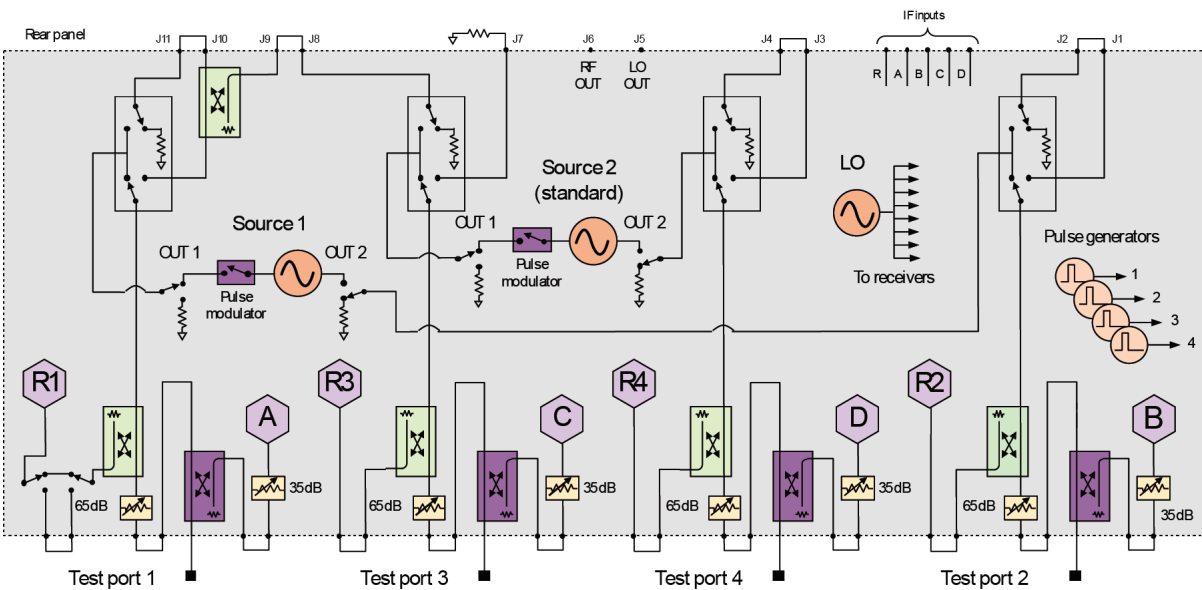 IF inputs
Rear panel
J11
J10
J9
J8
J7
J6
J5
J4
J3
J2
J1
RF
OUT
LO
OUT
R
A
B
C
D
Source 2
(standard)
LO
Source 1
OUT 1
OUT 2
Pulse generators
OUT 1
OUT 2
Pulse
modulator
To receivers
1
2
3
4
Pulse
modulator
R1
R3
R4
R2
A
C
D
B
65dB
35dB
65dB
35dB
65dB
35dB
65dB
35dB
Test port 1
Test port 3
Test port 4
Test port 2